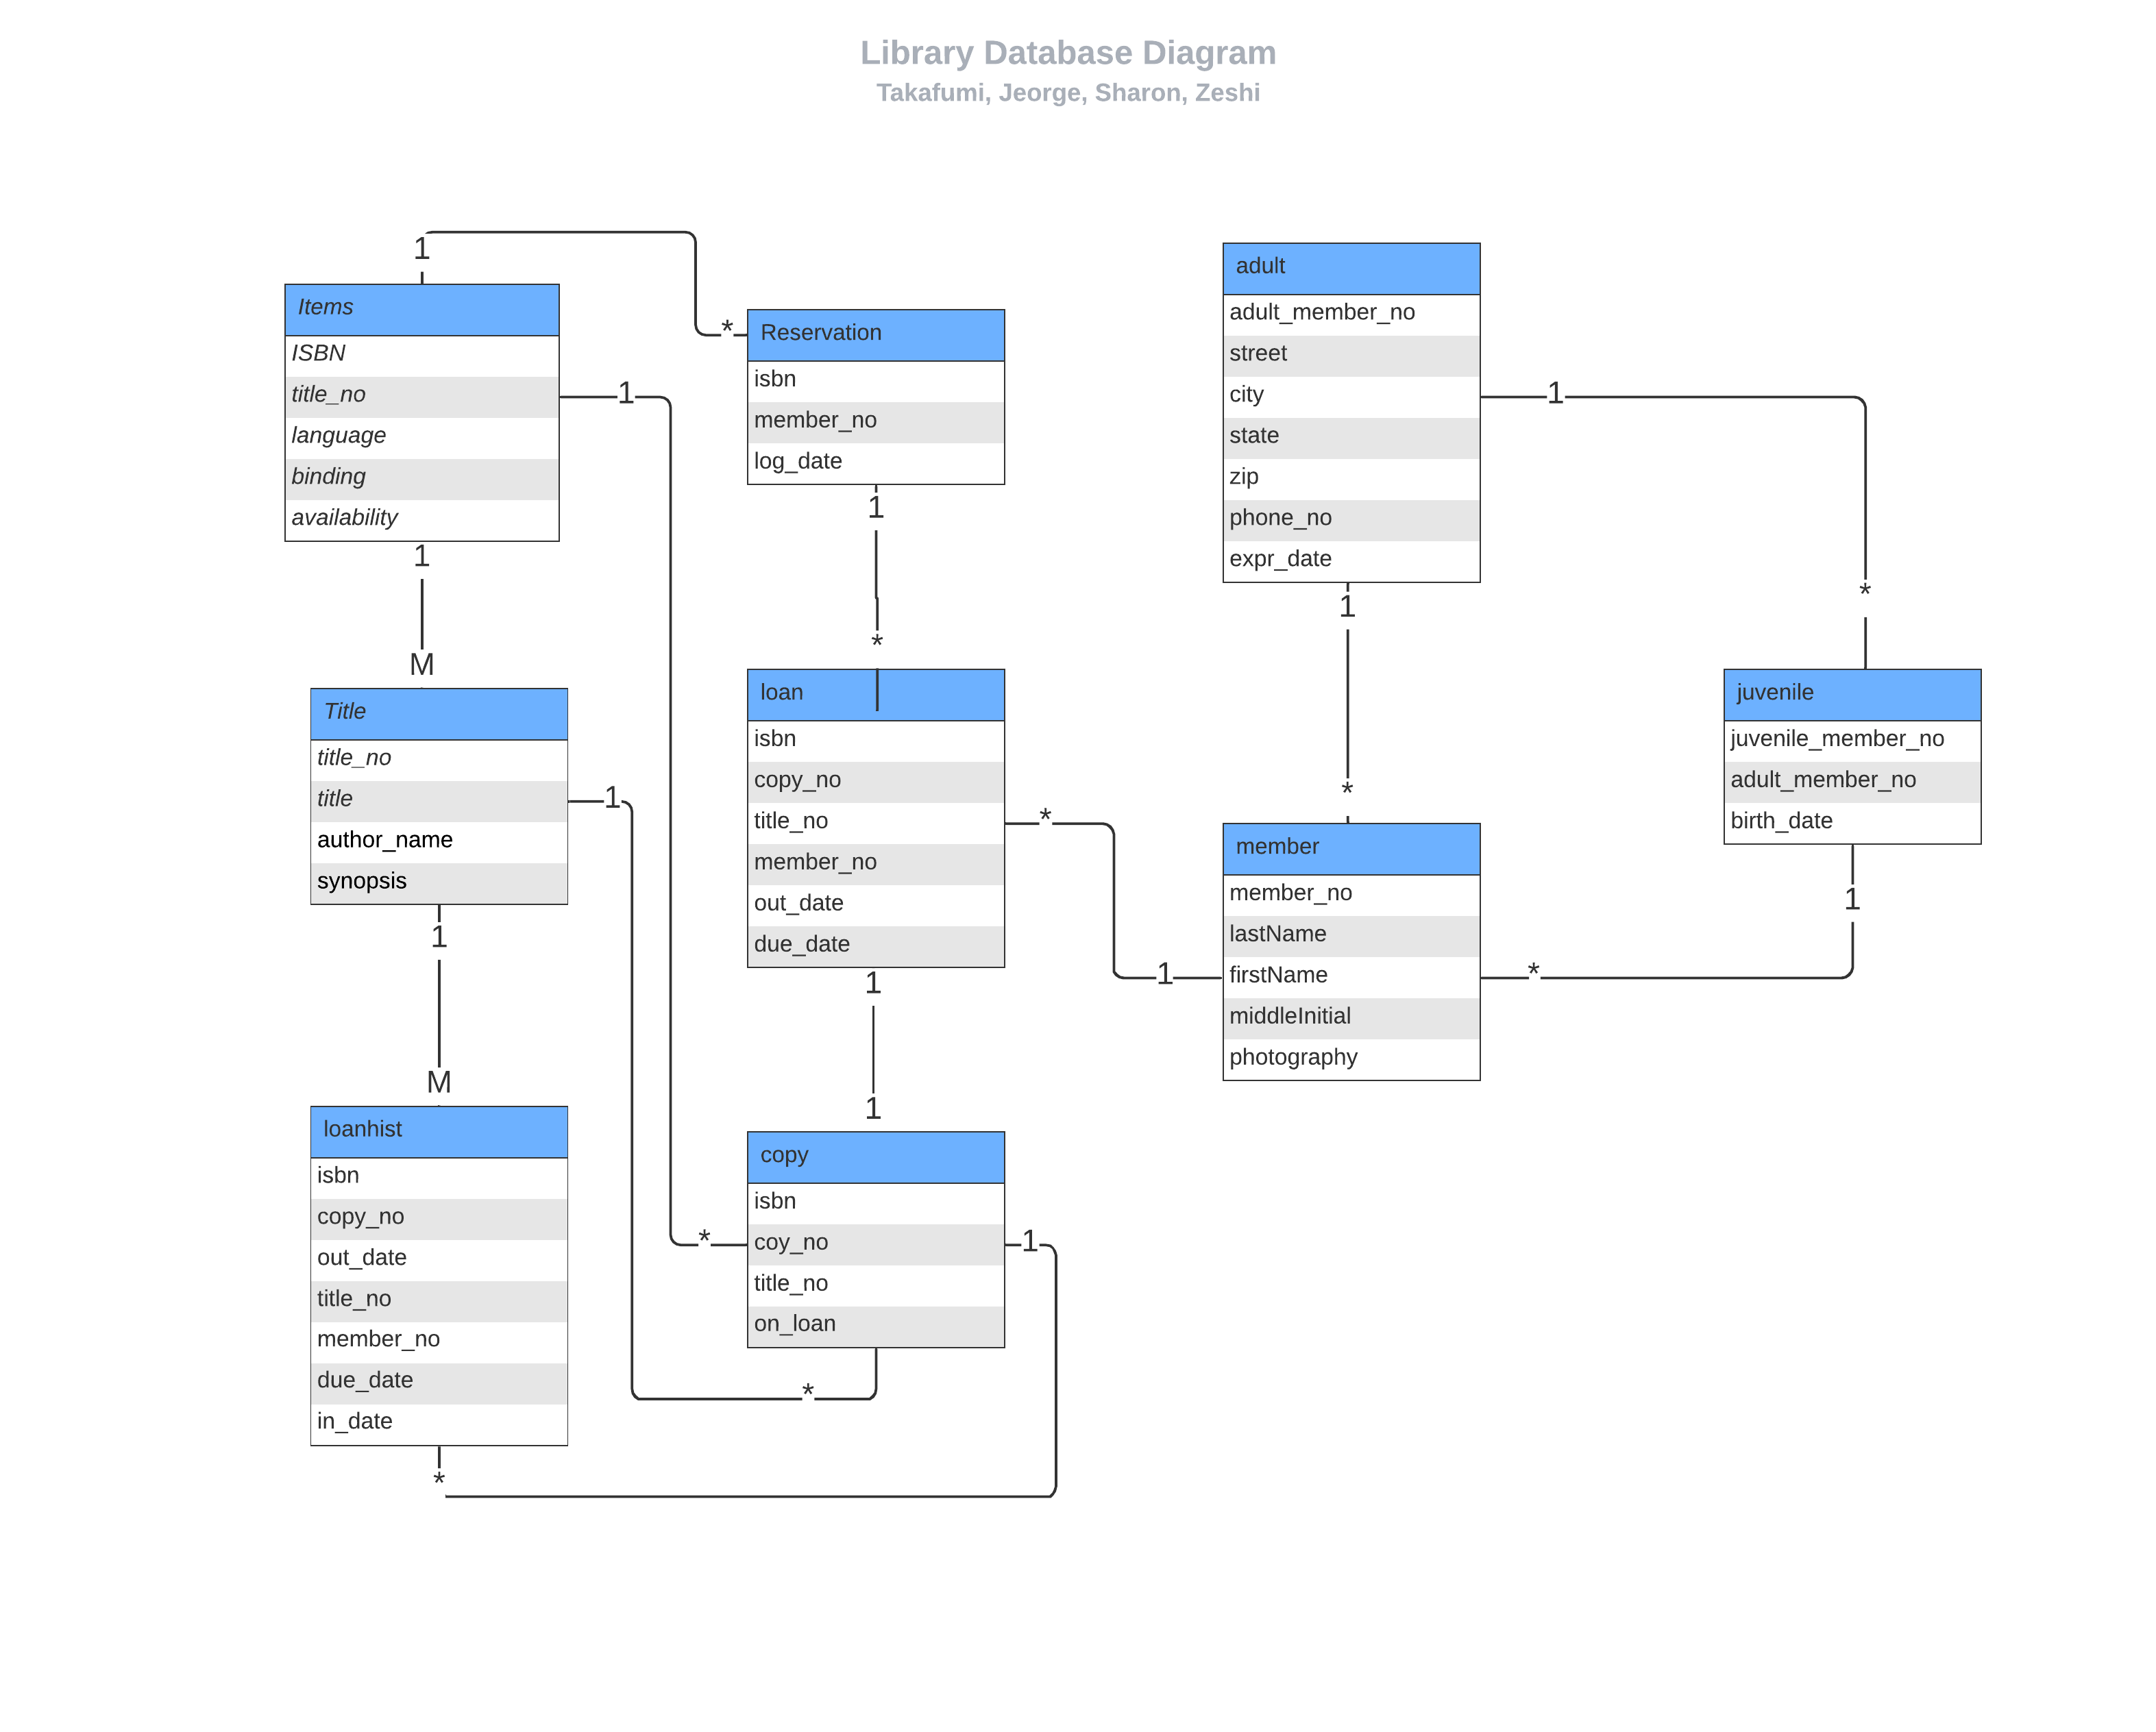 Library Database Diagram
Takafumi, Jeorge, Sharon, Zeshi
1
*
Items
ISBN
title_no
language
binding
availability
1
1
M
Title
title_no
title
author_name
synopsis
1
1
M
loanhist
isbn
copy_no
out_date
title_no
member_no
due_date
in_date
*
Reservation
isbn
member_no
log_date
1
*
loan
isbn
copy_no
title_no
member_no
out_date
due_date
*
1
1
1
copy
isbn
coy_no
title_no
on_loan
*
1
*
adult
adult_member_no
street
city
state
zip
phone_no
expr_date
1
*
1
*
member
member_no
lastName
firstName
middleInitial
photography
*
1
juvenile
juvenile_member_no
adult_member_no
birth_date